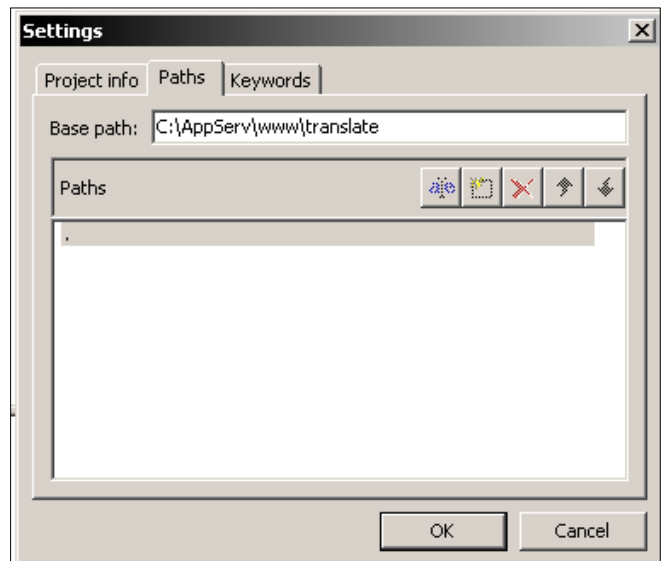 Settings
Project info Paths Keywords
Base path: C:\AppServ\www\translate
Paths
.
OK Cancel